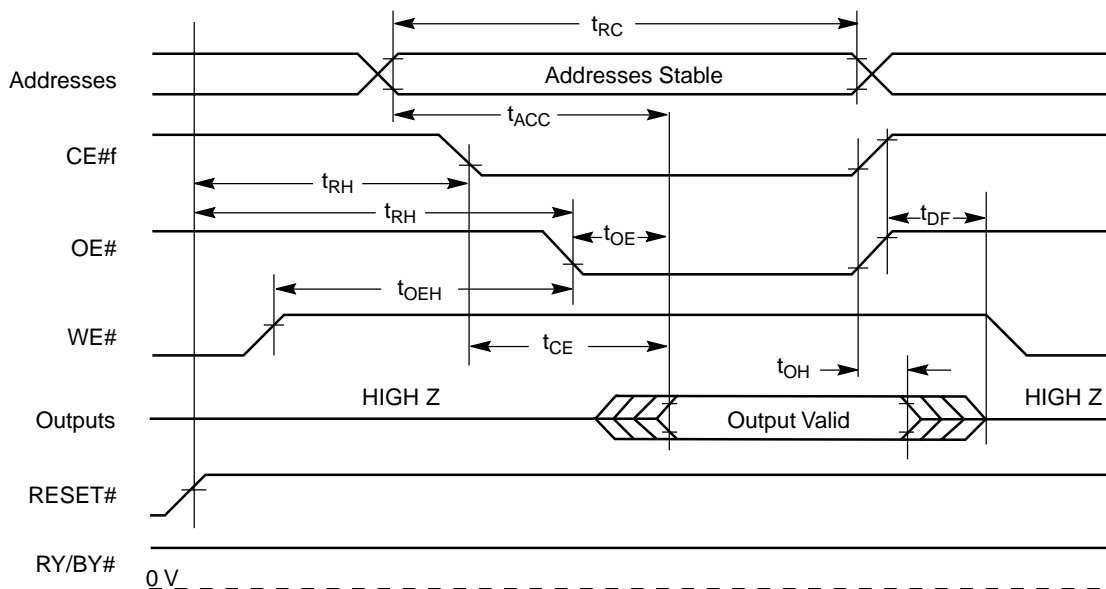 tRC
Addresses
Addresses Stable
tACC
CE#f
tRH
tRH
tDF
OE#
tOE
tOEH
WE#
tCE
tOH
HIGH Z
HIGH Z
Outputs
Output Valid
RESET#
RY/BY#
0 V